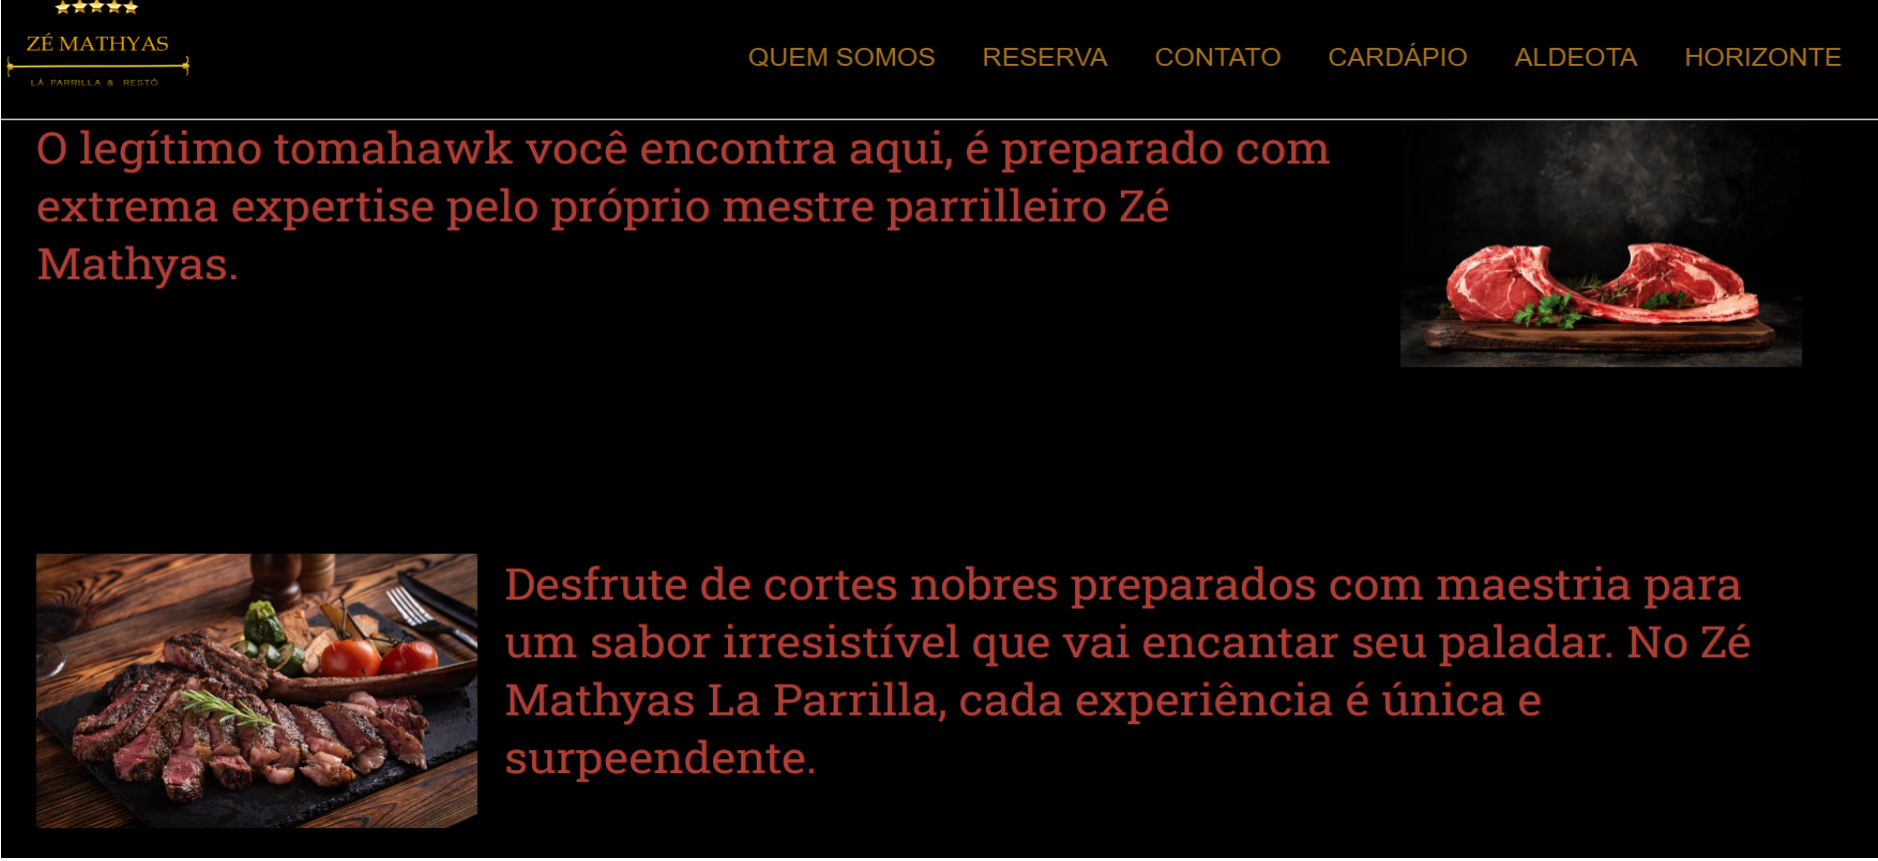 ZÉ MATHYAS
LÁ PARRILLA & RESTÔ
QUEM SOMOS RESERVA CONTATO CARDÁPIO ALDEOTA HORIZONTE
O legítimo tomahawk você encontra aqui, é preparado com
extrema expertise pelo próprio mestre parrilleiro Zé
Mathyas.
Desfrute de cortes nobres preparados com maestria para
um sabor irresistível que vai encantar seu paladar. No Zé
Mathyas La Parrilla, cada experiência é única e
surpeendente.